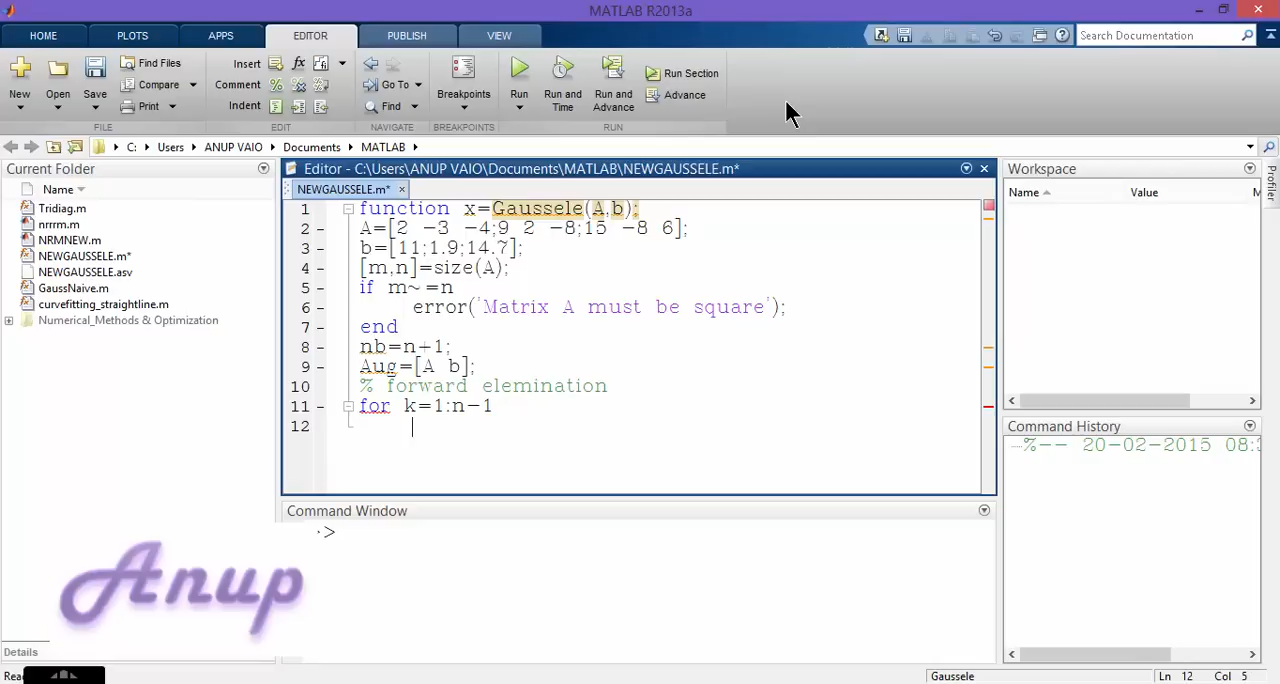 MATLAB R2013a
HOME PLOTS APPS EDITOR PUBLISH VIEW
Search Documentation
New Open Save Find Files Compare Print
Insert Comment Indent
Go To Find
Breakpoints
Run Run and Time Run and Advance Run Section Advance
FILE EDIT NAVIGATE BREAKPOINTS RUN
C: Users ANUP VAIO Documents MATLAB
Current Folder
Name
Tridiag.m
nrrrm.m
NRMNEW.m
NEWGAUSSELE.m*
NEWGAUSSELE.asv
GaussNaive.m
curvefitting_straightline.m
Numerical_Methods & Optimization
Details
Editor - C:\Users\ANUP VAIO\Documents\MATLAB\NEWGAUSSELE.m*
NEWGAUSSELE.m*
1 function x=Gaussele(A,b);
2 - A=[2 -3 -4;9 2 -8;15 -8 6];
3 - b=[11;1.9;14.7];
4 - [m,n]=size(A);
5 - if m~=n
6 - error('Matrix A must be square');
7 - end
8 - nb=n+1;
9 - Aug=[A b];
10 % forward elemination
11 - for k=1:n-1
12
Command Window
>
Workspace
Name Value M
Command History
%-- 20-02-2015 08:
Profiler
Anup
Gaussele Ln 12 Col 5